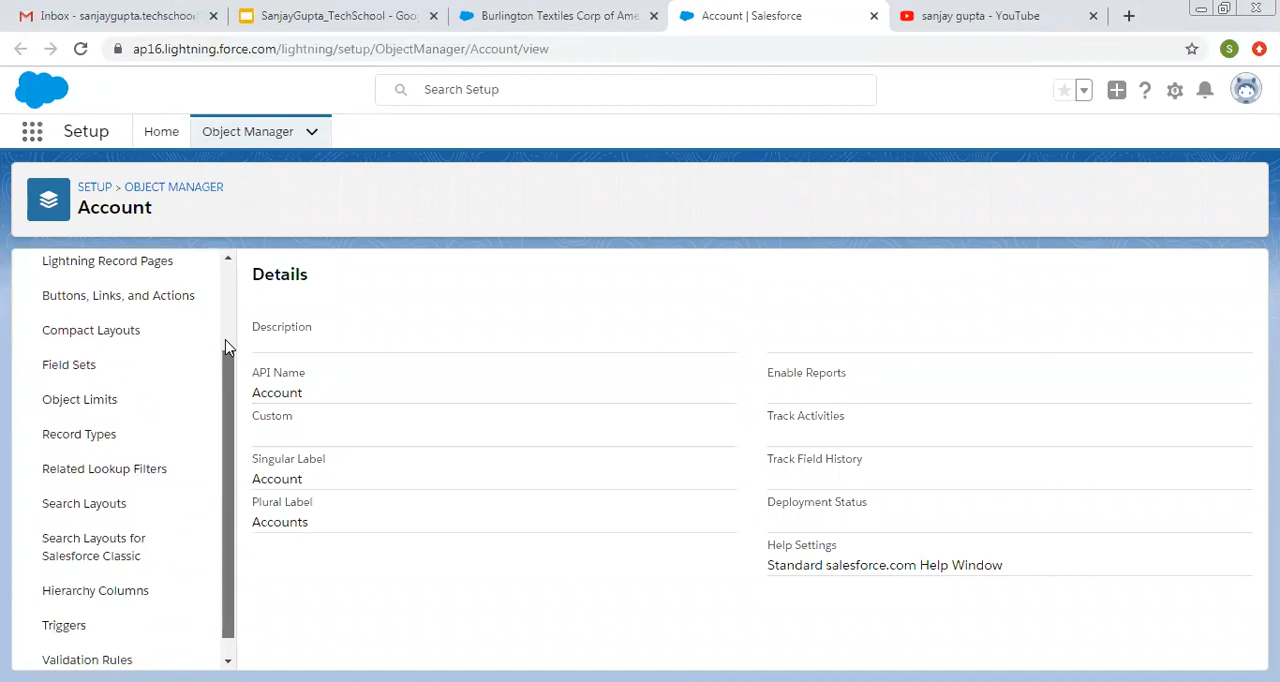 Inbox - sanjaygupta.techschool
SanjayGupta_TechSchool - Goo
Burlington Textiles Corp of Ame
Account | Salesforce
sanjay gupta - YouTube
ap16.lightning.force.com/lightning/setup/ObjectManager/Account/view
S
Search Setup
Setup
Home
Object Manager
SETUP > OBJECT MANAGER
Account
Lightning Record Pages
Buttons, Links, and Actions
Compact Layouts
Field Sets
Object Limits
Record Types
Related Lookup Filters
Search Layouts
Search Layouts for
Salesforce Classic
Hierarchy Columns
Triggers
Validation Rules
Details
Description
API Name
Account
Custom
Singular Label
Account
Plural Label
Accounts
Enable Reports
Track Activities
Track Field History
Deployment Status
Help Settings
Standard salesforce.com Help Window